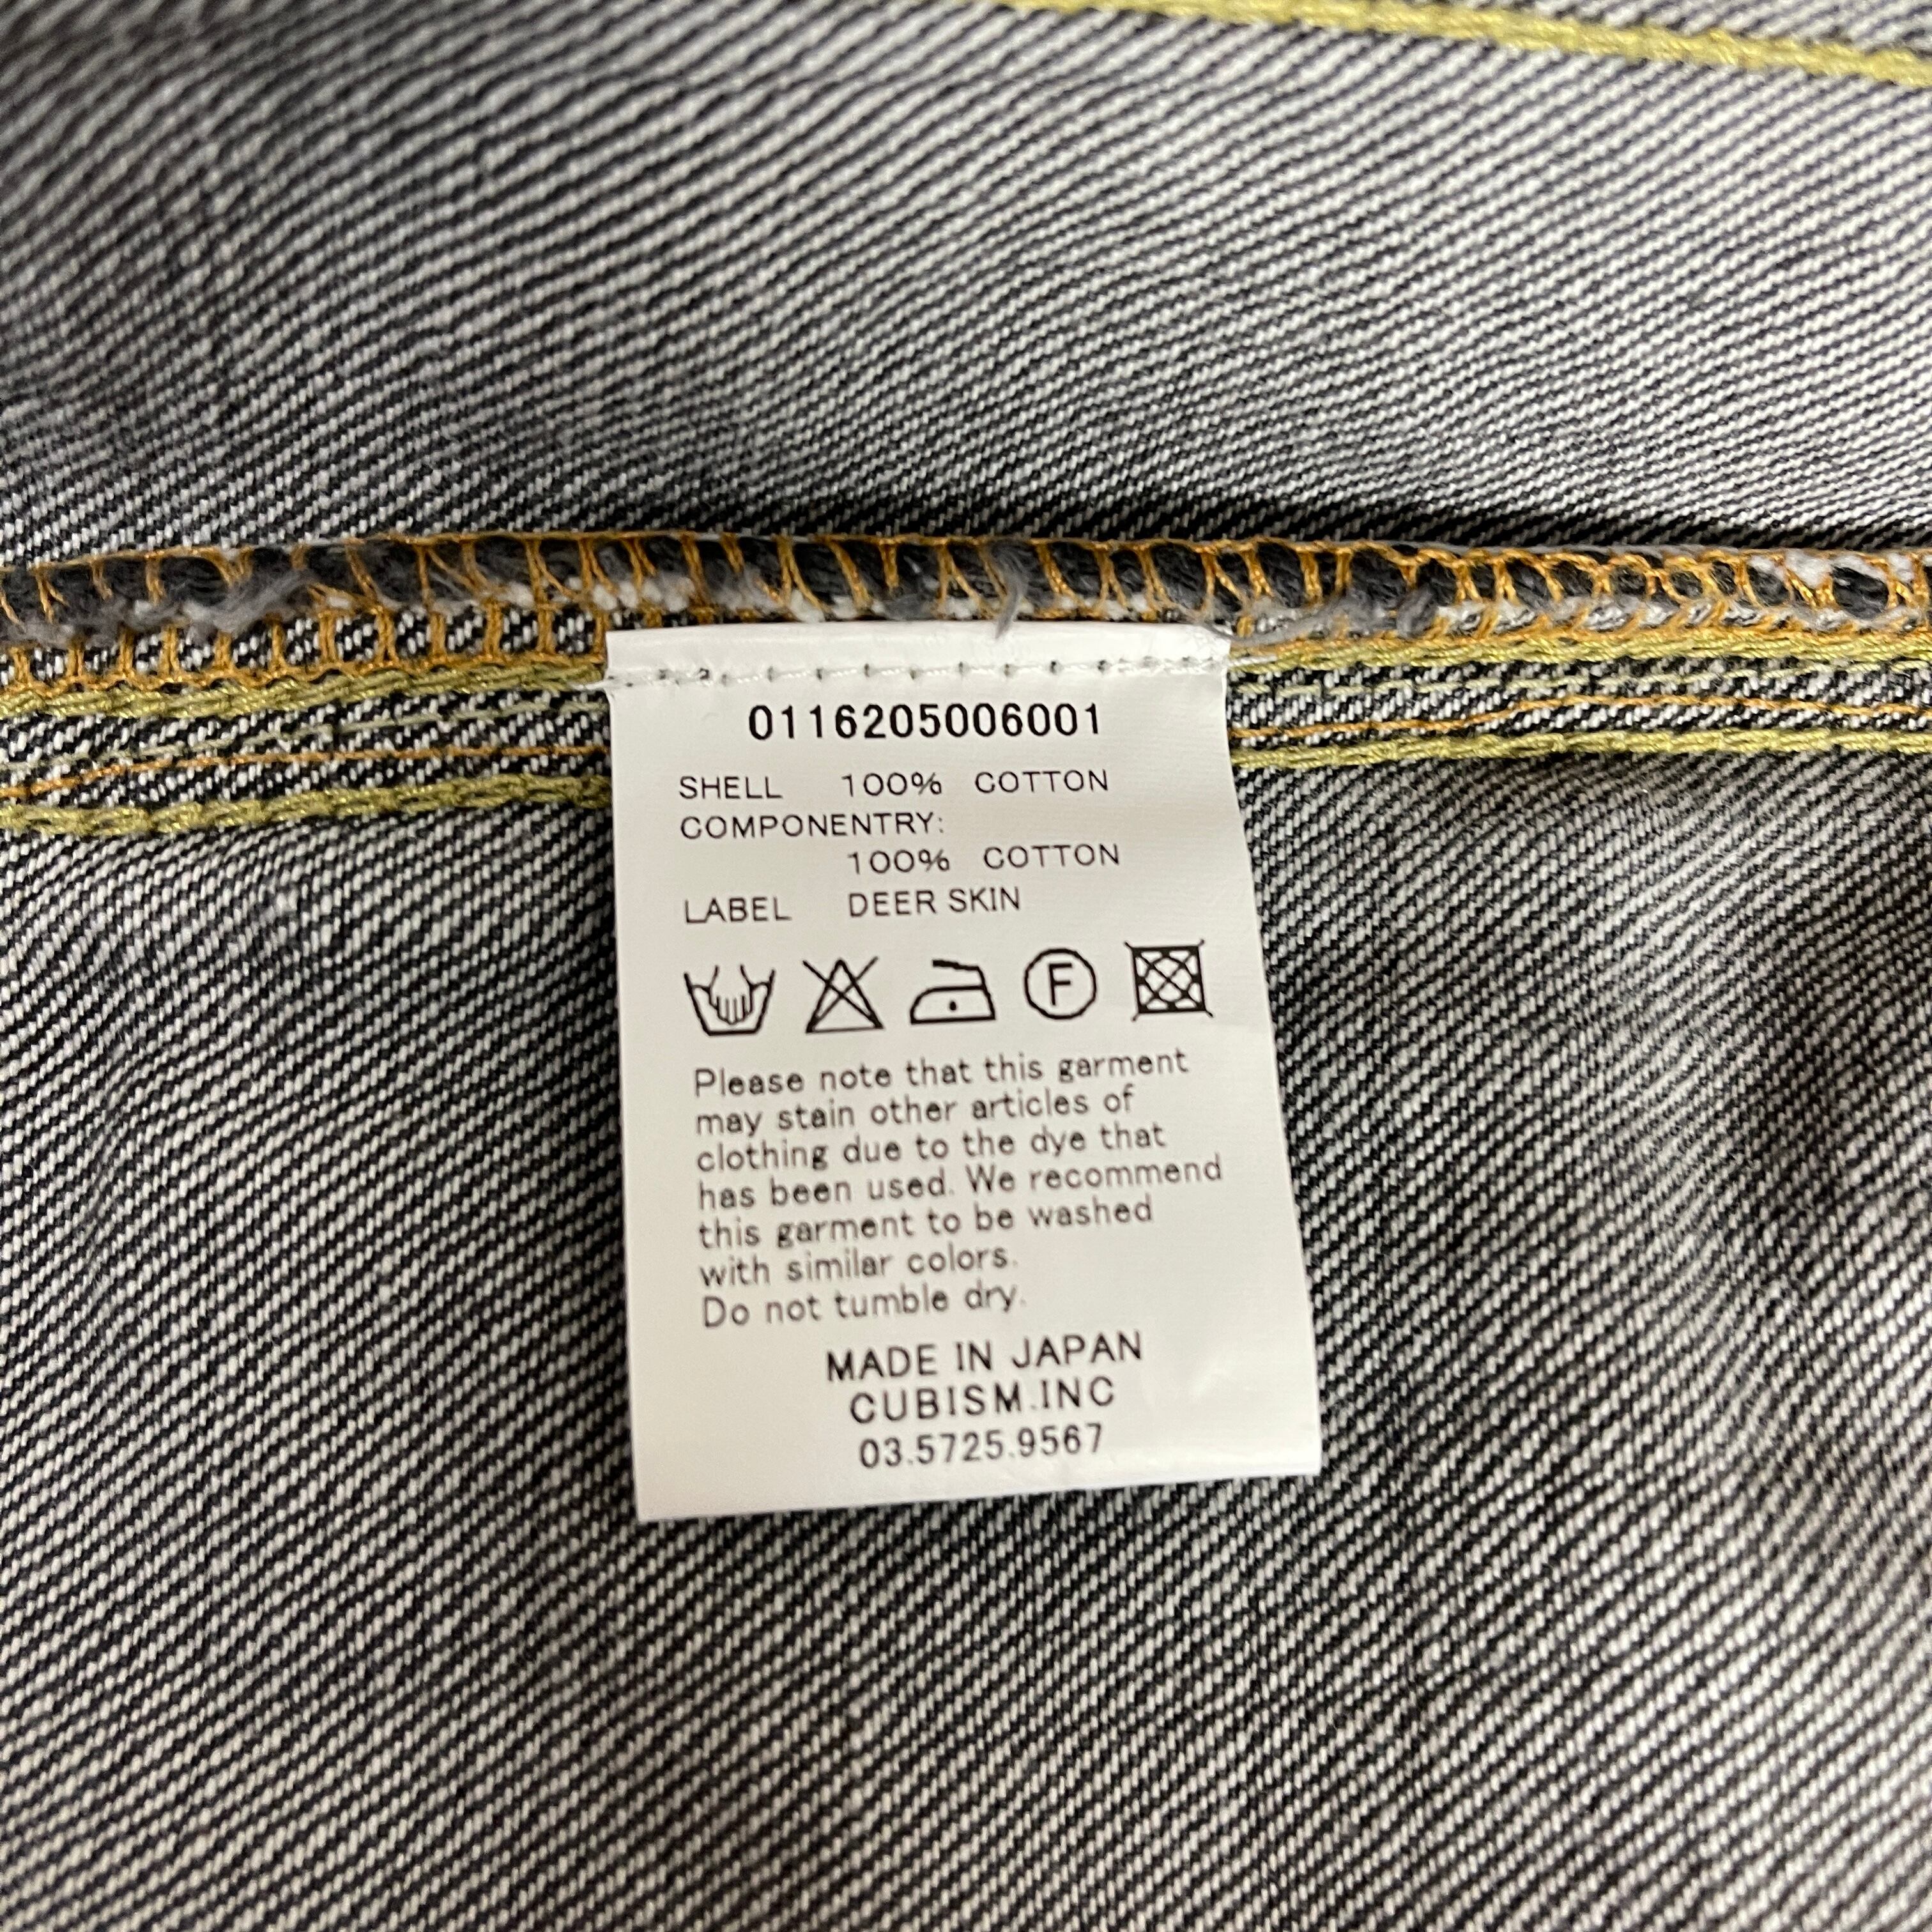 0116205006001
SHELL 100% COTTON
COMPONENTRY:
100% COTTON
LABEL DEER SKIN
F
Please note that this garment
may stain other articles of
clothing due to the dye that
has been used. We recommend
this garment to be washed
with similar colors.
Do not tumble dry.
MADE IN JAPAN
CUBISM.INC
03.5725.9567